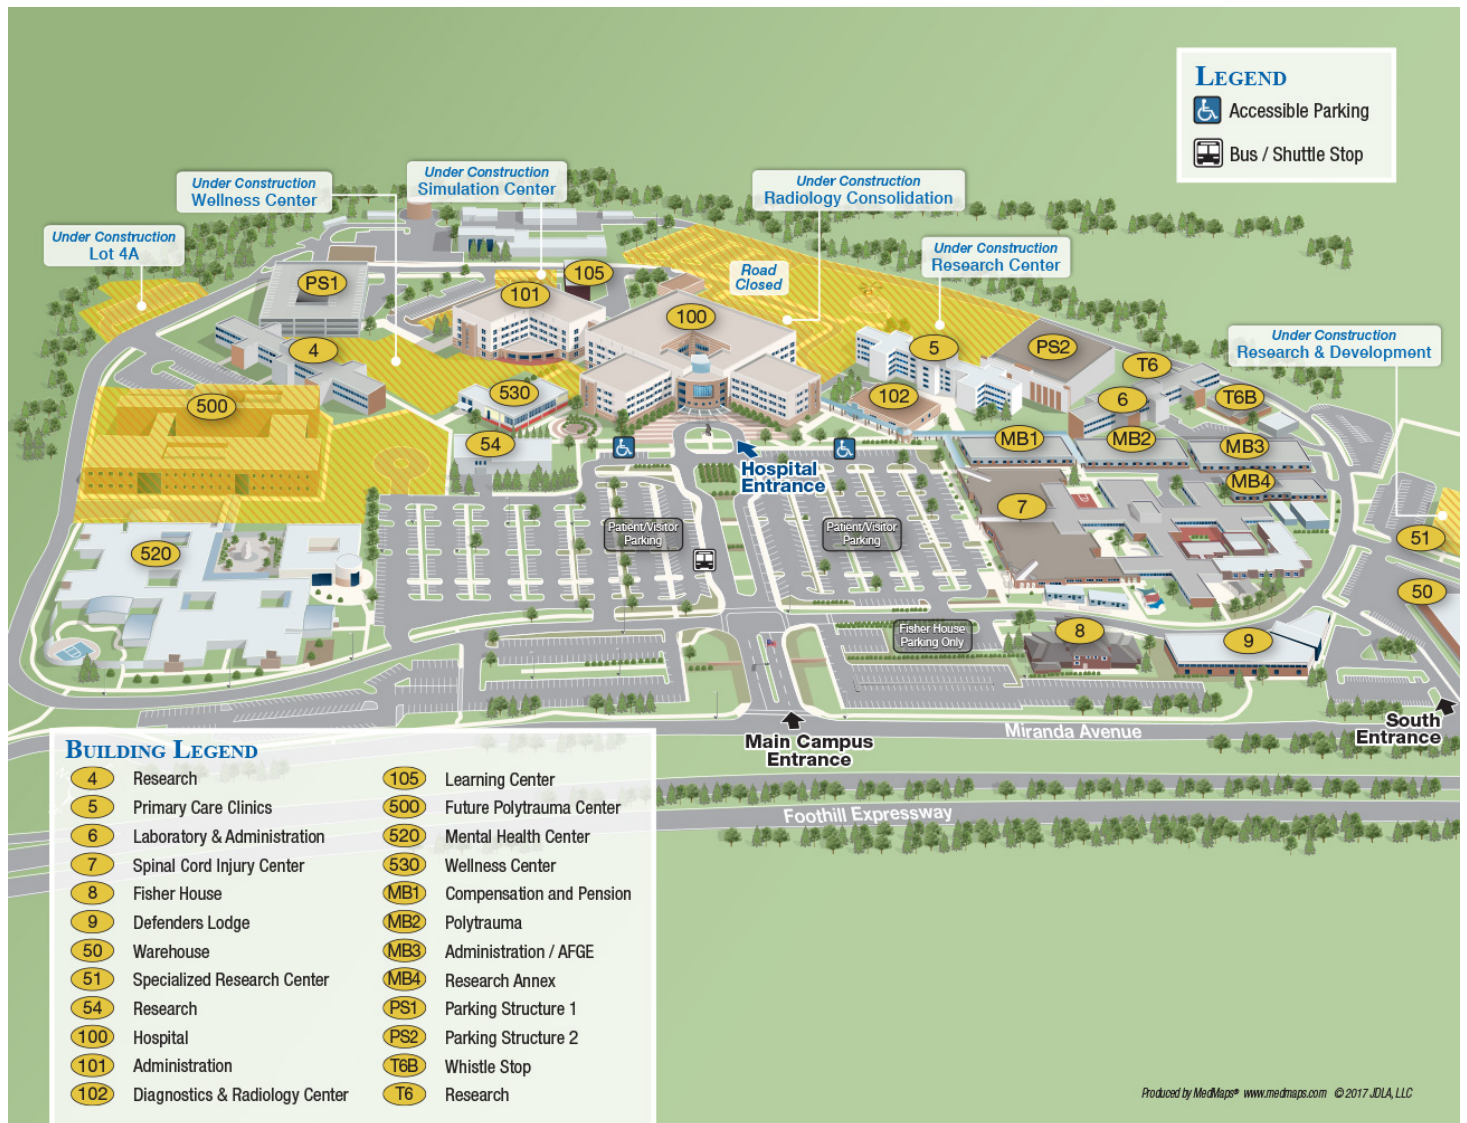 LEGEND
Accessible Parking
Bus / Shuttle Stop
Under Construction
Simulation Center
Under Construction
Wellness Center
Under Construction
Radiology Consolidation
Under Construction
Lot 4A
Under Construction
Research Center
Road
Closed
Under Construction
Research & Development
PS1
105
101
100
4
5
PS2
T6
500
530
102
6
T6B
54
MB1
MB2
MB3
MB4
Hospital
Entrance
7
Patient/Visitor
Parking
Patient/Visitor
Parking
520
51
50
Fisher House
Parking Only
8
9
South
Entrance
Main Campus
Entrance
Miranda Avenue
Foothill Expressway
BUILDING LEGEND
4 Research
5 Primary Care Clinics
6 Laboratory & Administration
7 Spinal Cord Injury Center
8 Fisher House
9 Defenders Lodge
50 Warehouse
51 Specialized Research Center
54 Research
100 Hospital
101 Administration
102 Diagnostics & Radiology Center
105 Learning Center
500 Future Polytrauma Center
520 Mental Health Center
530 Wellness Center
MB1 Compensation and Pension
MB2 Polytrauma
MB3 Administration / AFGE
MB4 Research Annex
PS1 Parking Structure 1
PS2 Parking Structure 2
T6B Whistle Stop
T6 Research
Produced by MedMaps® www.medmaps.com © 2017 JDLA, LLC